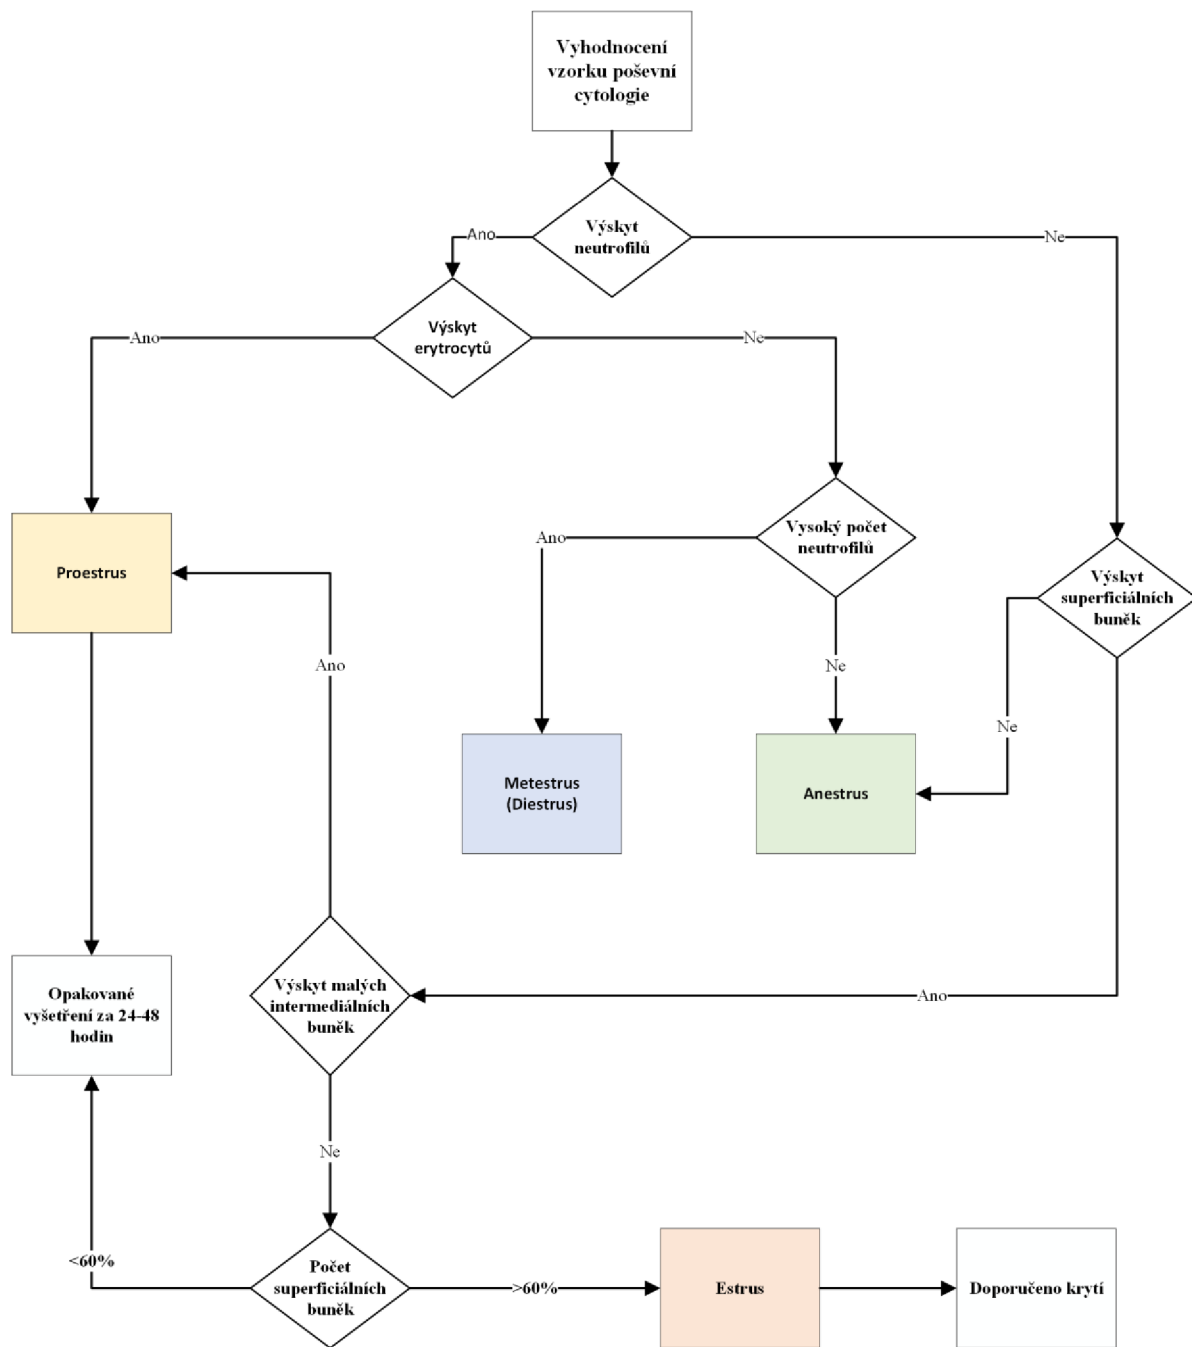 Vyhodnocení
vzorku poševní
cytologie
Výskyt
neutrofilů
Ano
Ne
Výskyt
erytrocytů
Ano
Ne
Vysoký počet
neutrofilů
Ano
Ne
Výskyt
superficiálních
buněk
Ne
Ano
Proestrus
Ano
Metestrus
(Diestrus)
Anestrus
Opakované
vyšetření za 24-48
hodin
Výskyt malých
intermediálních
buněk
Ne
Počet
superficiálních
buněk
<60%
>60%
Estrus
Doporučeno krytí